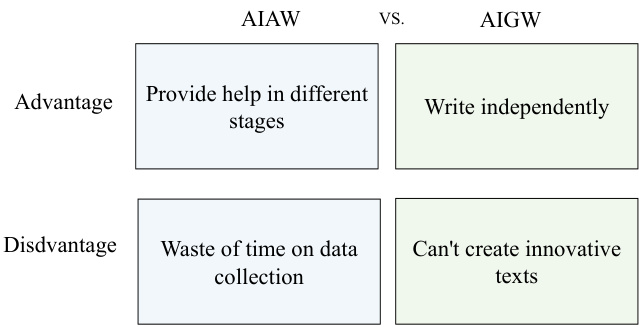 AIAW VS. AIGW
Advantage
Provide help in different
stages
Write independently
Disdvantage
Waste of time on data
collection
Can't create innovative
texts